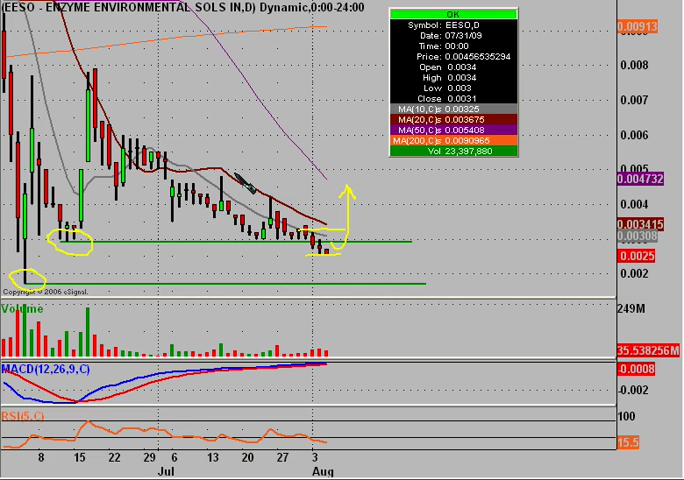 (EESO - ENZYME ENVIRONMENTAL SOLS IN,D) Dynamic,0:00-24:00
OK
Symbol: EESO,D
Date: 07/31/09
Time: 00:00
Price: 0.00456535294
Open 0.0034
High 0.0034
Low 0.003
Close 0.0031
MA(10,C)s 0.00325
MA(20,C)s 0.003675
MA(50,C)s 0.005408
MA(200,C)s 0.0090965
Vol 23,397,880
0.00913
0.008
0.007
0.006
0.005
0.004732
0.004
0.003415
0.00308
0.0025
0.002
Copyright © 2006 eSignal.
Volume
249M
35.538256M
MACD(12,26,9,C)
-0.0008
-0.002
RSI(5,C)
100
15.5
8 15 22 29 6 13 20 27 3
Jul Aug